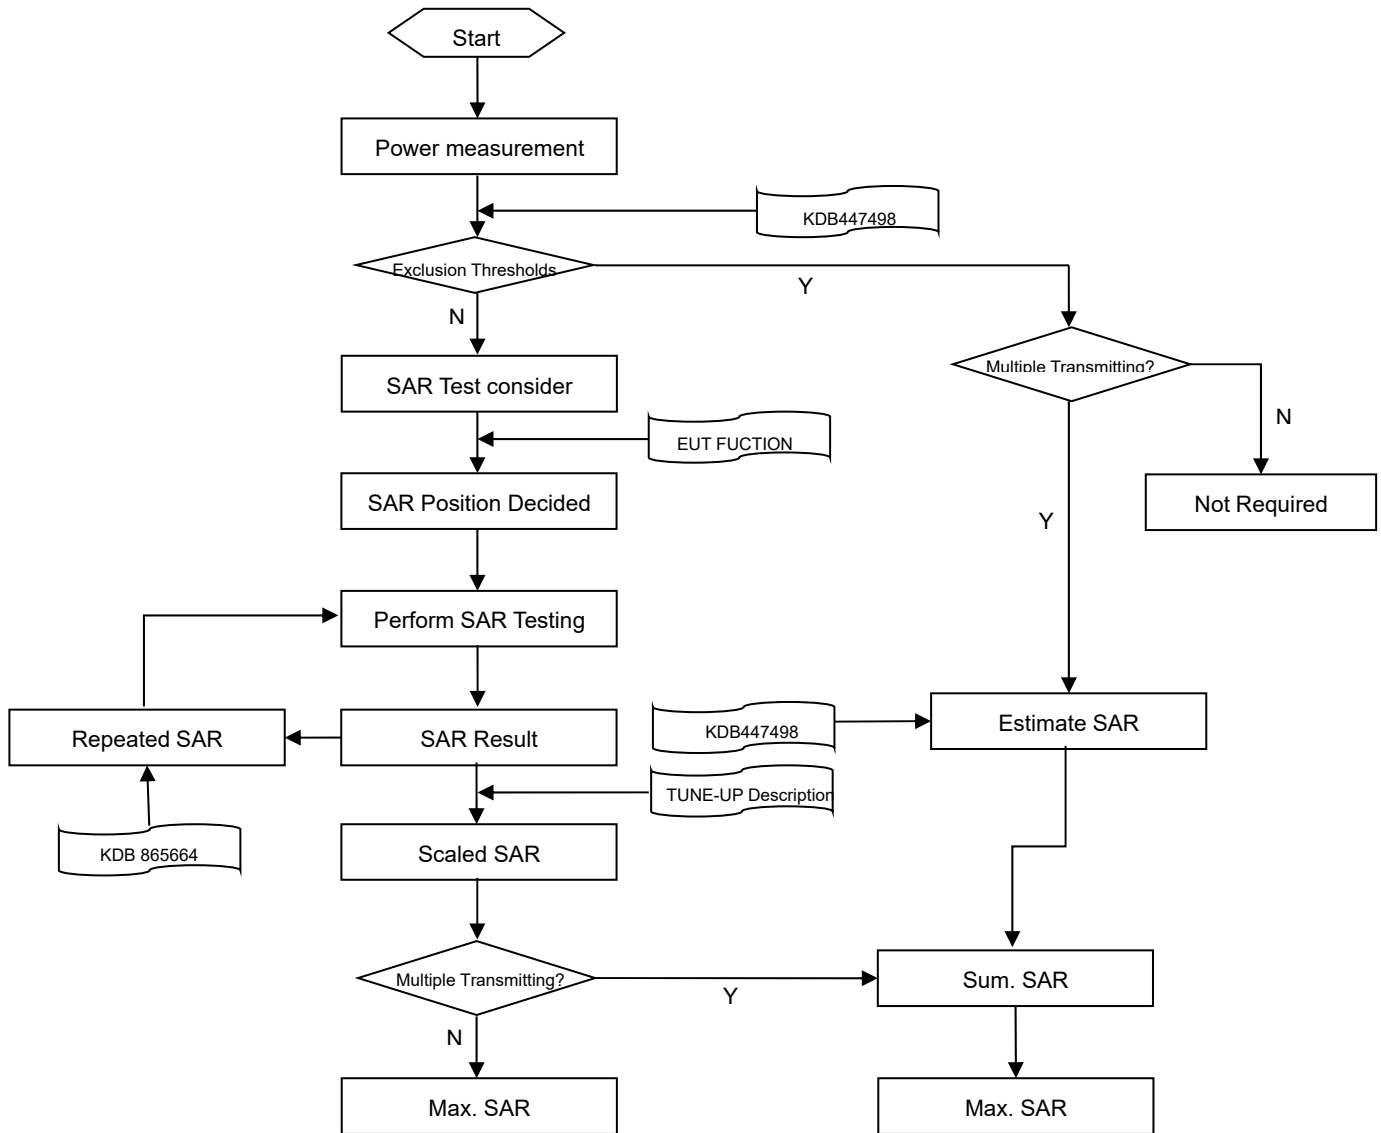 Start
Power measurement
KDB447498
Exclusion Thresholds
Y
N
Multiple Transmitting?
SAR Test consider
N
EUT FUCTION
SAR Position Decided
Not Required
Y
Perform SAR Testing
Repeated SAR
SAR Result
KDB447498
Estimate SAR
TUNE-UP Description
KDB 865664
Scaled SAR
Multiple Transmitting?
Y
Sum. SAR
N
Max. SAR
Max. SAR